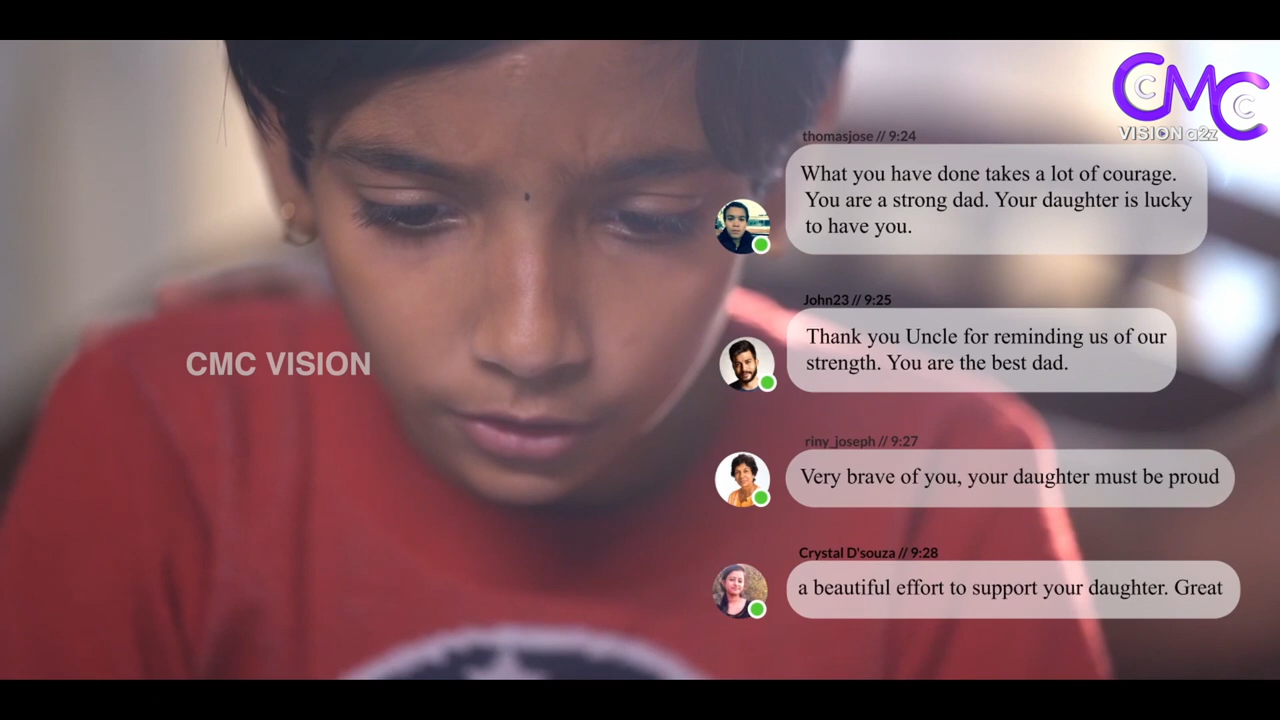 CMC
VISION a2z
thomasjose // 9:24
What you have done takes a lot of courage.
You are a strong dad. Your daughter is lucky
to have you.
John23 // 9:25
Thank you Uncle for reminding us of our
strength. You are the best dad.
CMC VISION
riny_joseph // 9:27
Very brave of you, your daughter must be proud
Crystal D'souza // 9:28
a beautiful effort to support your daughter. Great